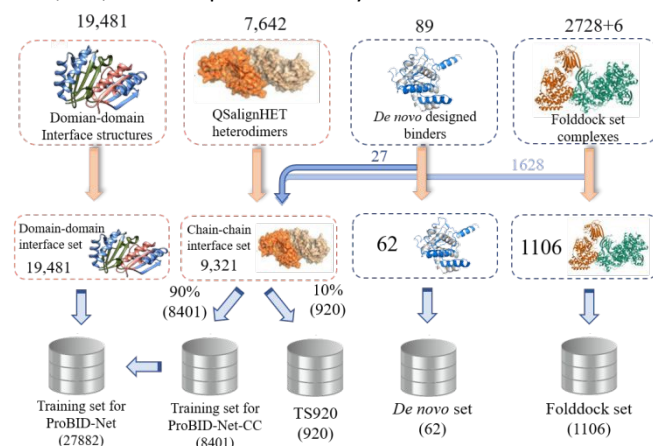 19,481
7,642
89
2728+6
Domian-domain
Interface structures
QSalignHET
heterodimers
De novo designed
binders
Folddock set
complexes
27
1628
Domain-domain
interface set
19,481
Chain-chain
interface set
9,321
62
1106
90%
(8401)
10%
(920)
Training set for
ProBID-Net
(27882)
Training set for
ProBID-Net-CC
(8401)
TS920
(920)
De novo set
(62)
Folddock set
(1106)